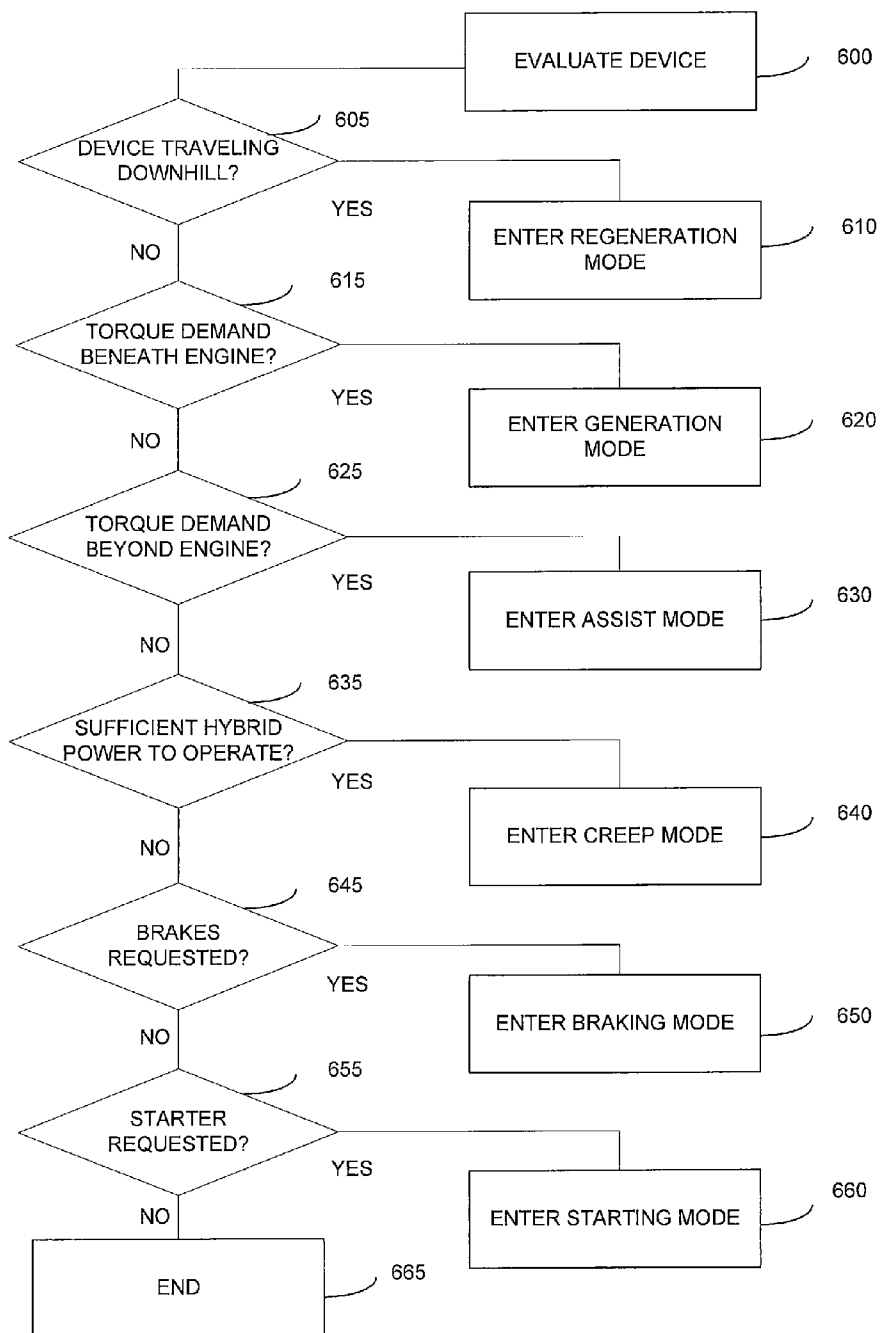 EVALUATE DEVICE
600
605
DEVICE TRAVELING
DOWNHILL?
YES
NO
ENTER REGENERATION
MODE
610
615
TORQUE DEMAND
BENEATH ENGINE?
YES
NO
ENTER GENERATION
MODE
620
625
TORQUE DEMAND
BEYOND ENGINE?
YES
NO
ENTER ASSIST MODE
630
635
SUFFICIENT HYBRID
POWER TO OPERATE?
YES
NO
ENTER CREEP MODE
640
645
BRAKES
REQUESTED?
YES
NO
ENTER BRAKING MODE
650
655
STARTER
REQUESTED?
YES
NO
ENTER STARTING MODE
660
END
665